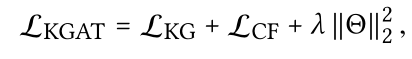 𝓛_KGAT = 𝓛_KG + 𝓛_CF + λ ‖Θ‖₂² ,